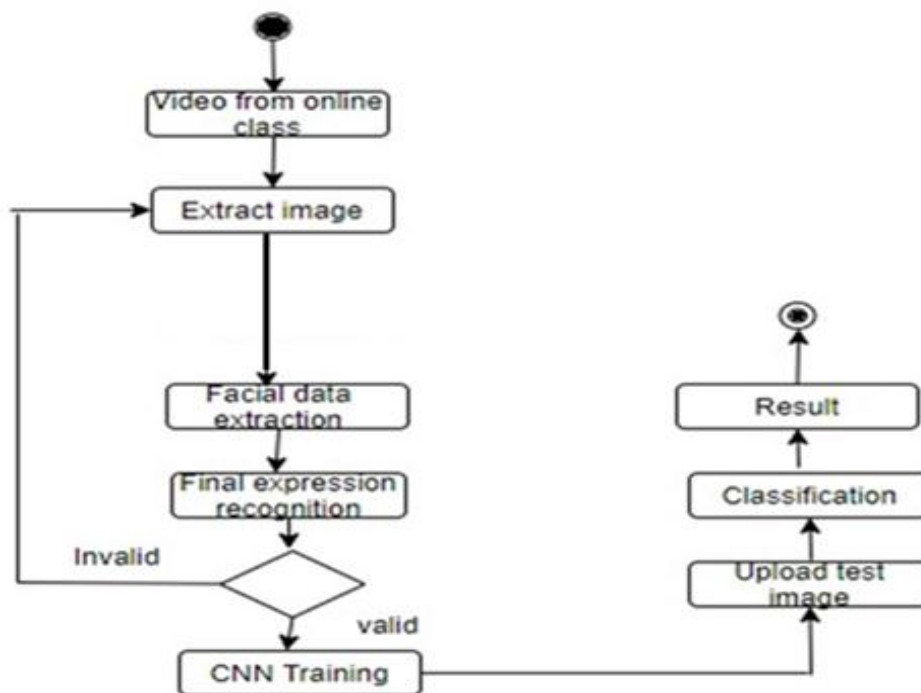 Video from online
class
Extract image
Facial data
extraction
Final expression
recognition
Invalid
valid
CNN Training
Result
Classification
Upload test
image